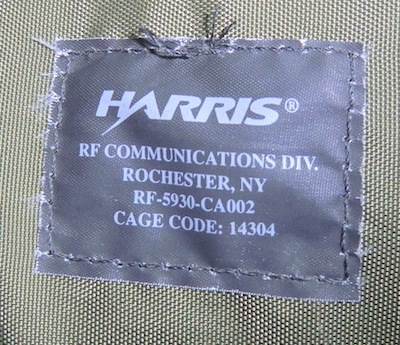 HARRIS®
RF COMMUNICATIONS DIV.
ROCHESTER, NY
RF-5930-CA002
CAGE CODE: 14304